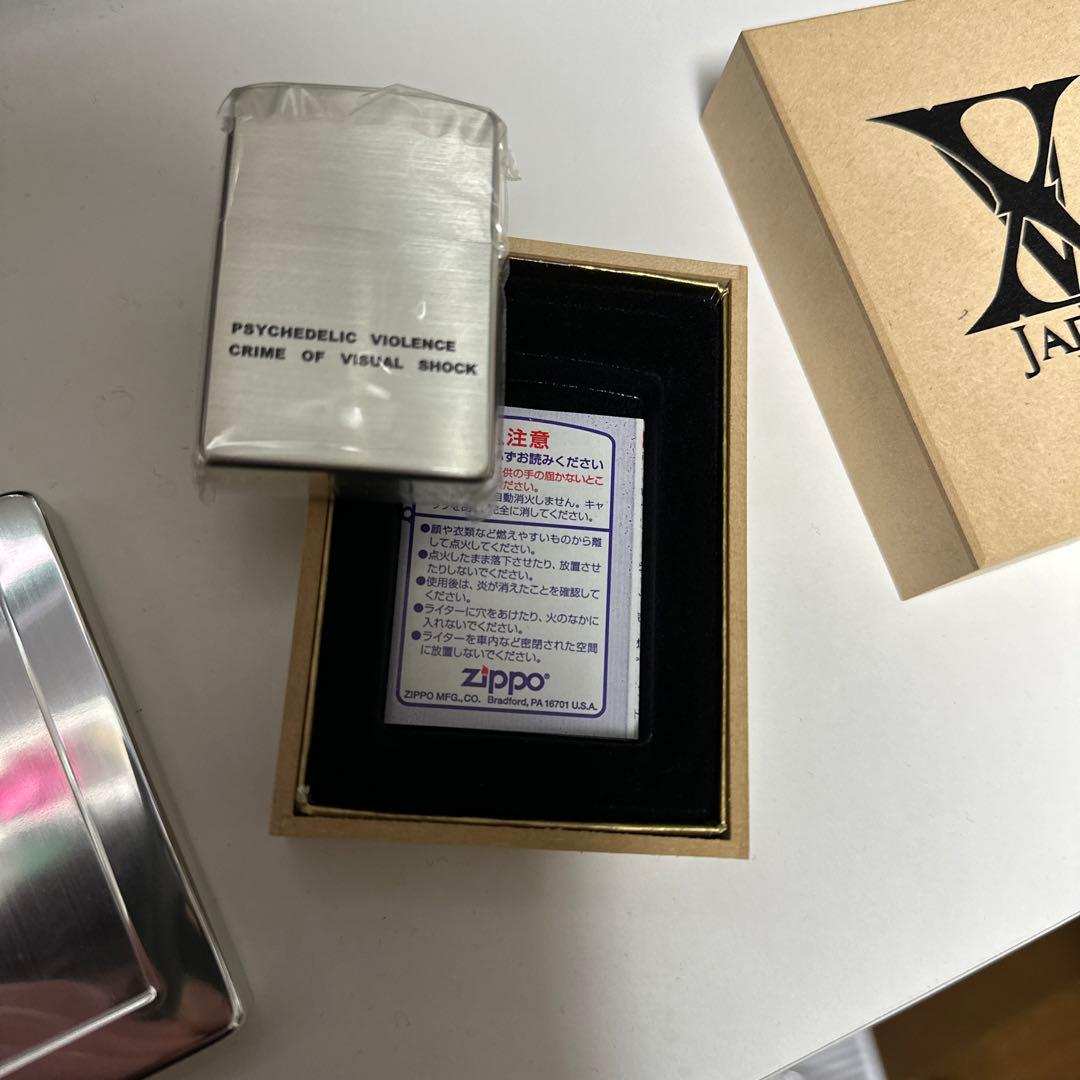 PSYCHEDELIC VIOLENCE
CRIME OF VISUAL SHOCK
X
注意
ずお読みください
供の手の届かないとこ
ださい。
自動消火しません。キャ
完全に消してください。
●顔や衣類など燃えやすいものから離
して点火してください。
●点火したまま落下させたり、放置させ
たりしないでください。
●使用後は、炎が消えたことを確認して
ください。
●ライターに穴をあけたり、火のなかに
入れないでください。
●ライターを車内など密閉された空間
に放置しないでください。
zippo®
ZIPPO MFG.,CO. Bradford, PA 16701 U.S.A.